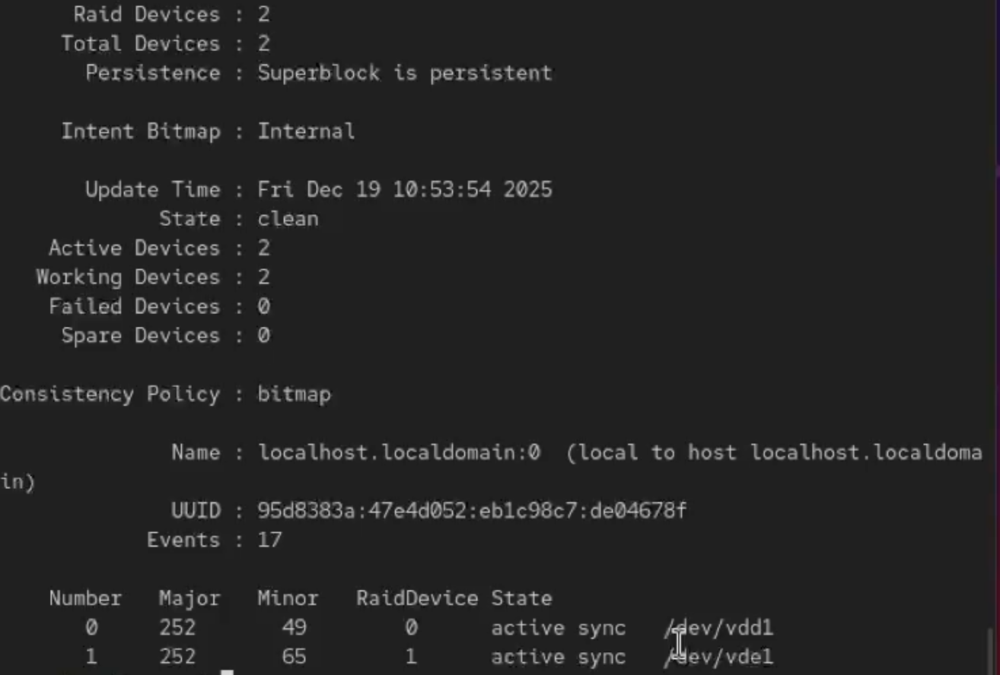 Raid Devices : 2
Total Devices : 2
Persistence : Superblock is persistent
Intent Bitmap : Internal
Update Time : Fri Dec 19 10:53:54 2025
State : clean
Active Devices : 2
Working Devices : 2
Failed Devices : 0
Spare Devices : 0
Consistency Policy : bitmap
Name : localhost.localdomain:0  (local to host localhost.localdoma
in)
UUID : 95d8383a:47e4d052:eb1c98c7:de04678f
Events : 17
Number   Major   Minor   RaidDevice State
0     252       49        0      active sync   /dev/vdd1
1     252       65        1      active sync   /dev/vde1